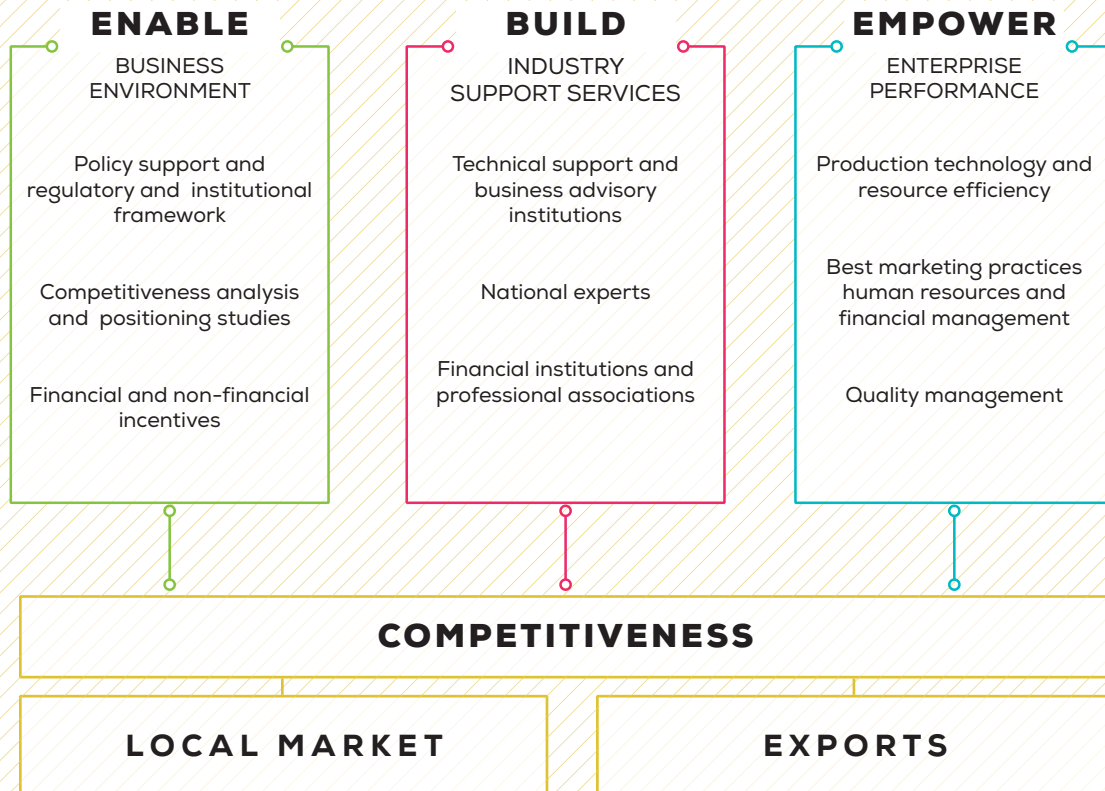 ENABLE
BUSINESS
ENVIRONMENT
Policy support and
regulatory and institutional
framework
Competitiveness analysis
and positioning studies
Financial and non-financial
incentives
BUILD
INDUSTRY
SUPPORT SERVICES
Technical support and
business advisory
institutions
National experts
Financial institutions and
professional associations
EMPOWER
ENTERPRISE
PERFORMANCE
Production technology and
resource efficiency
Best marketing practices
human resources and
financial management
Quality management
COMPETITIVENESS
LOCAL MARKET
EXPORTS